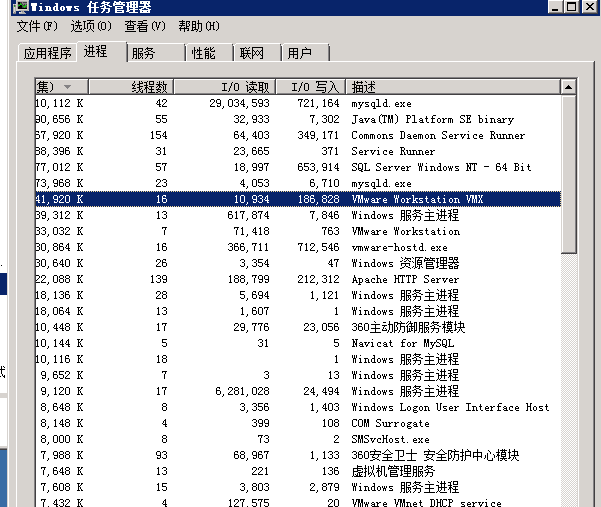 Windows 任务管理器
文件(F) 选项(O) 查看(V) 帮助(H)
应用程序 进程 服务 性能 联网 用户
集) 线程数 I/O 读取 I/O 写入 描述
10,112 K 42 29,034,593 721,164 mysqld.exe
90,656 K 55 32,933 7,302 Java(TM) Platform SE binary
67,920 K 154 64,403 349,171 Commons Daemon Service Runner
38,396 K 31 23,665 371 Service Runner
77,012 K 57 18,997 653,914 SQL Server Windows NT - 64 Bit
73,968 K 23 4,053 6,710 mysqld.exe
41,920 K 16 10,934 186,828 VMware Workstation VMX
39,312 K 13 617,874 7,846 Windows 服务主进程
33,032 K 7 71,418 763 VMware Workstation
30,864 K 16 366,711 712,546 vmware-hostd.exe
30,640 K 26 3,354 47 Windows 资源管理器
22,088 K 139 188,799 212,312 Apache HTTP Server
18,136 K 28 5,694 1,121 Windows 服务主进程
18,064 K 13 1,607 1 Windows 服务主进程
10,448 K 17 29,776 23,056 360主动防御服务模块
10,144 K 5 31 5 Navicat for MySQL
10,116 K 18 1 Windows 服务主进程
9,652 K 7 3 13 Windows 服务主进程
9,120 K 17 6,281,028 24,494 Windows 服务主进程
8,648 K 8 3,356 1,403 Windows Logon User Interface Host
8,148 K 4 399 108 COM Surrogate
8,000 K 8 73 2 SMSvcHost.exe
7,988 K 93 68,967 1,133 360安全卫士 安全防护中心模块
7,648 K 13 221 136 虚拟机管理服务
7,608 K 15 3,803 2,879 Windows 服务主进程
7,432 K 4 127,575 20 VMware VMnet DHCP service